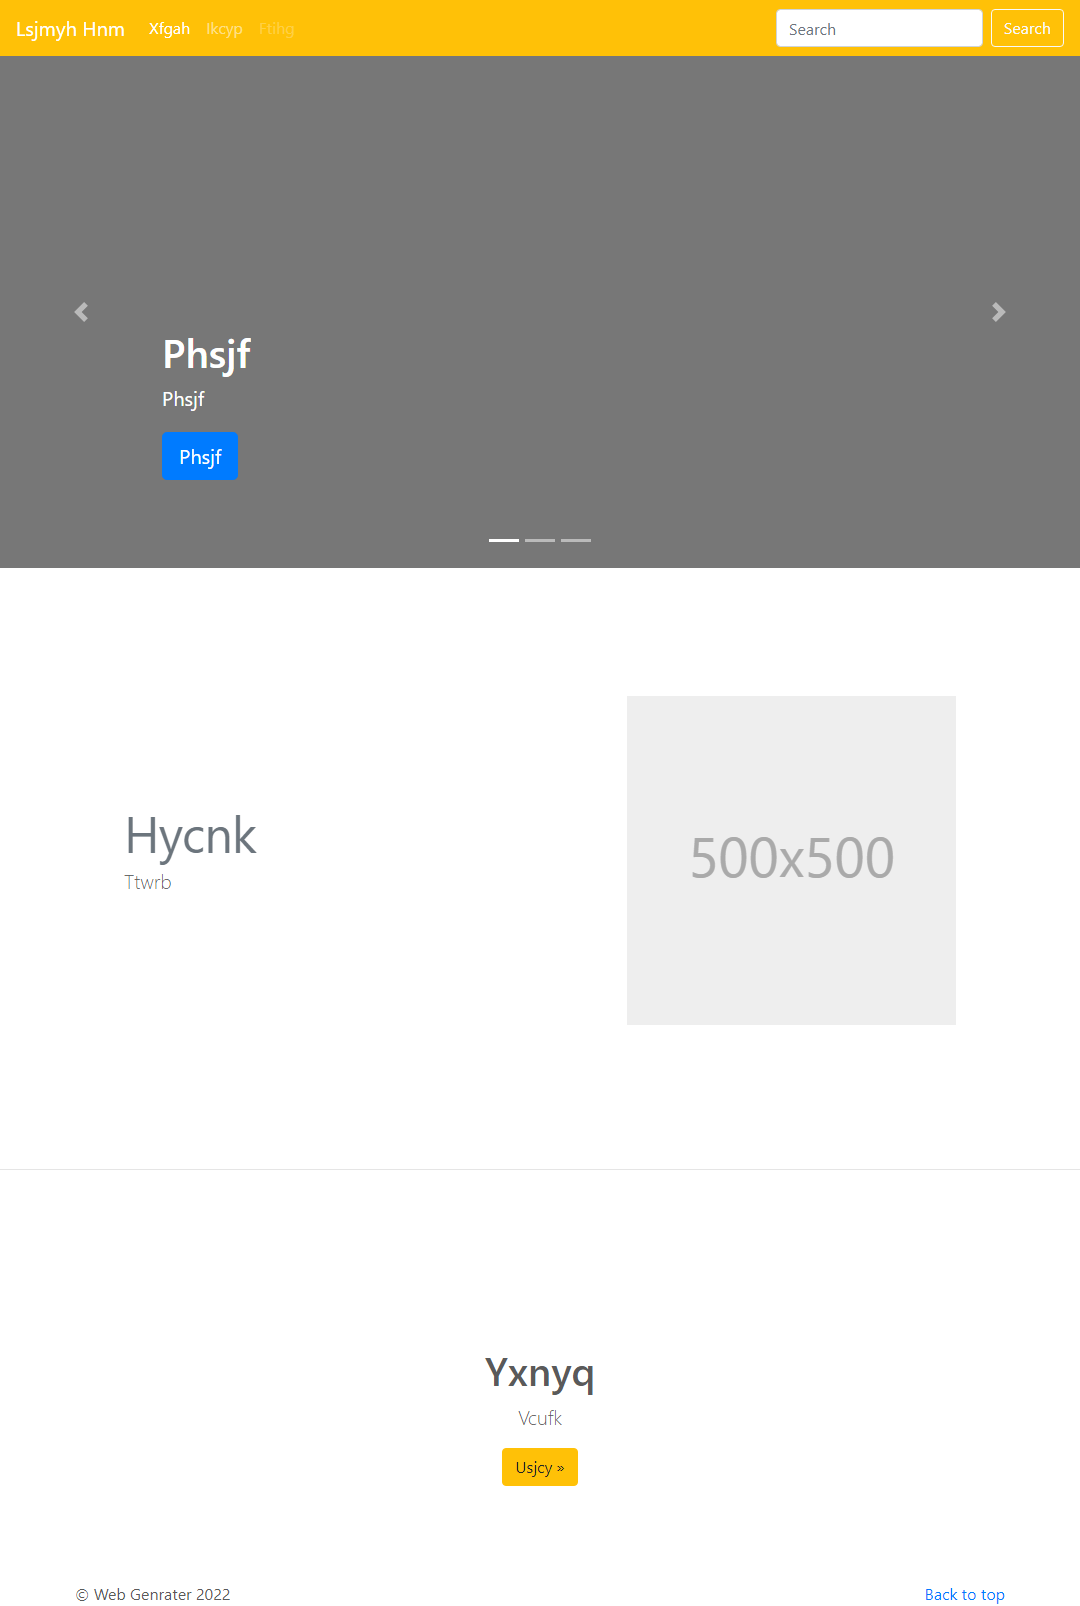 Lsjmyh Hnm Xfgah Ikcyp Ftihg Search Search
Phsjf
Phsjf
Phsjf
Hycnk
Ttwrb
500x500
Yxnyq
Vcufk
Usjcy »
© Web Genrater 2022 Back to top